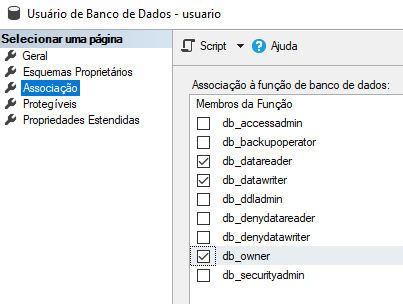 Usuário de Banco de Dados - usuario
Selecionar uma página
Geral
Esquemas Proprietários
Associação
Protegíveis
Propriedades Estendidas
Script
Ajuda
Associação à função de banco de dados:
Membros da Função
db_accessadmin
db_backupoperator
db_datareader
db_datawriter
db_ddladmin
db_denydatareader
db_denydatawriter
db_owner
db_securityadmin